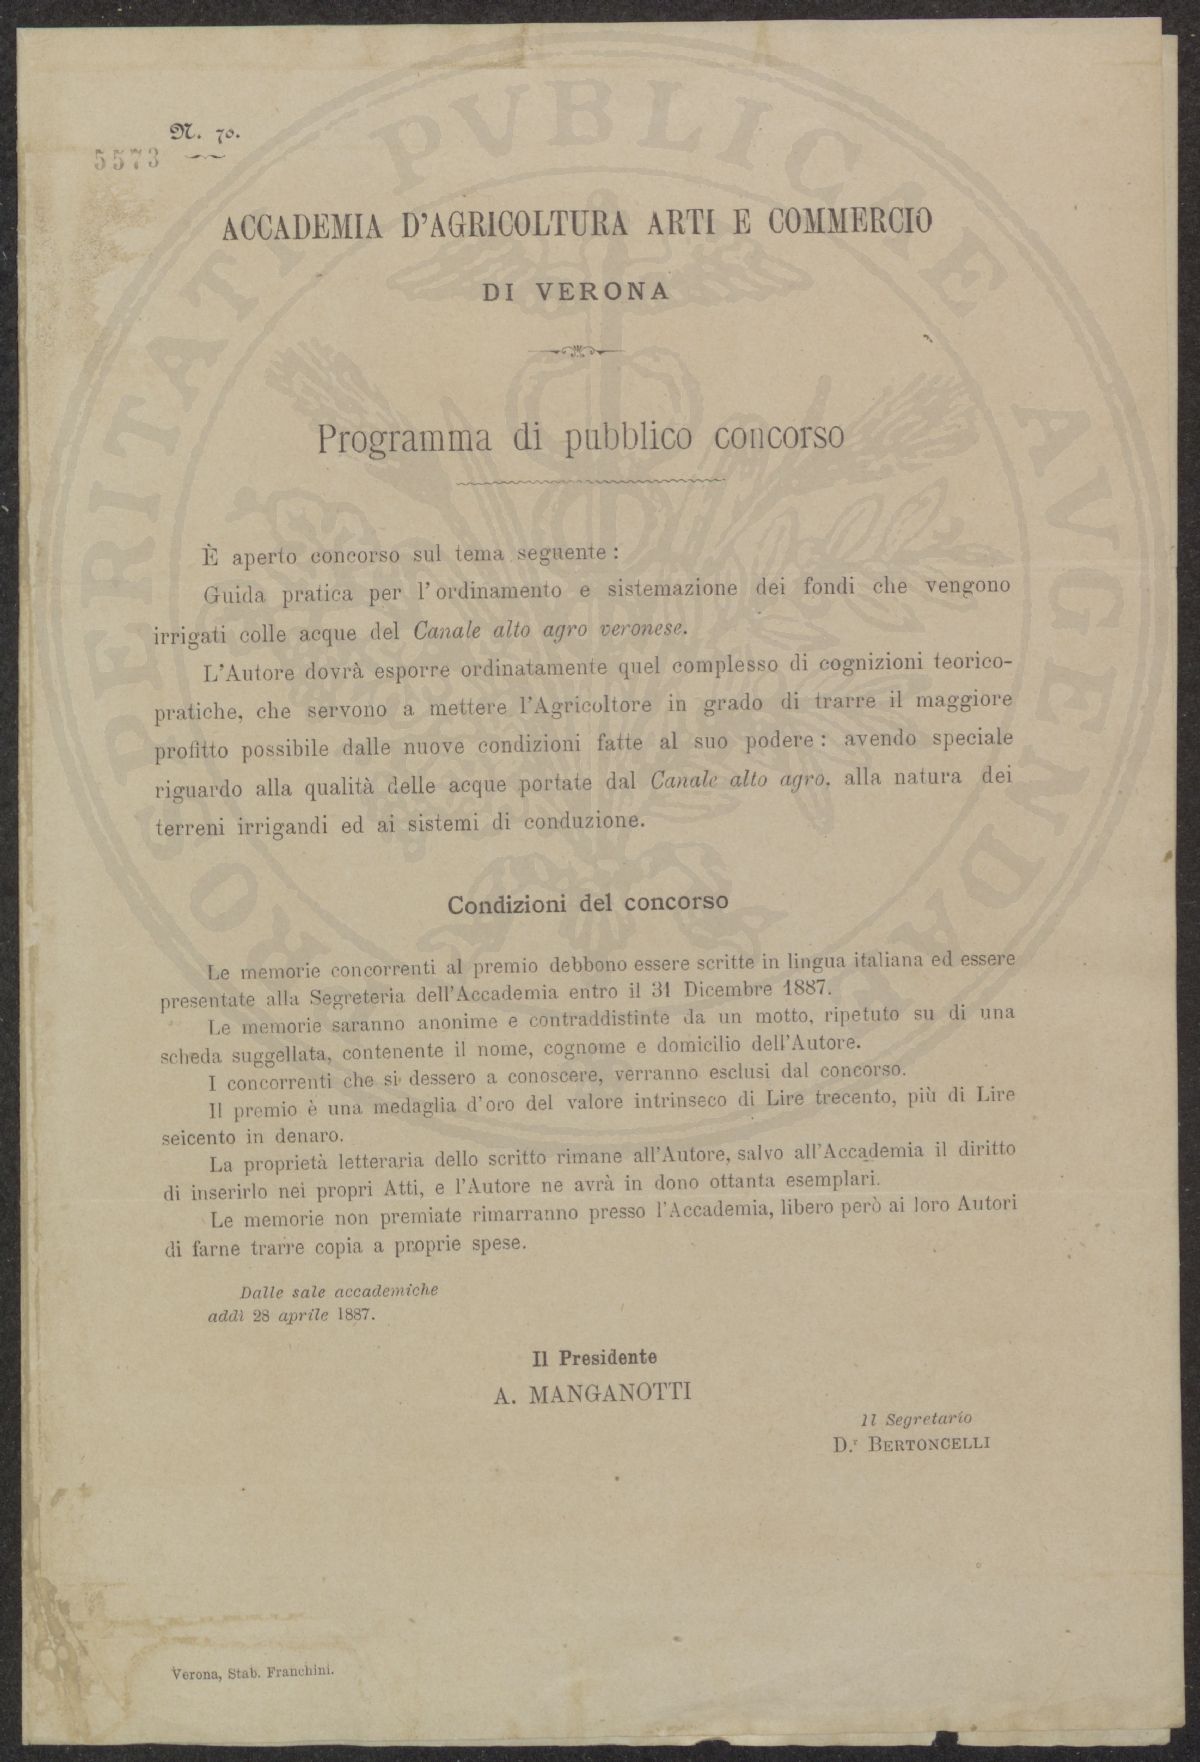 N. 70.
5573
ACCADEMIA D'AGRICOLTURA ARTI E COMMERCIO
DI VERONA
Programma di pubblico concorso
È aperto concorso sul tema seguente :
Guida pratica per l'ordinamento e sistemazione dei fondi che vengono
irrigati colle acque del Canale alto agro veronese.
L'Autore dovrà esporre ordinatamente quel complesso di cognizioni teorico-
pratiche, che servono a mettere l'Agricoltore in grado di trarre il maggiore
profitto possibile dalle nuove condizioni fatte al suo podere : avendo speciale
riguardo alla qualità delle acque portate dal Canale alto agro, alla natura dei
terreni irrigandi ed ai sistemi di conduzione.
Condizioni del concorso
Le memorie concorrenti al premio debbono essere scritte in lingua italiana ed essere
presentate alla Segreteria dell'Accademia entro il 31 Dicembre 1887.
Le memorie saranno anonime e contraddistinte da un motto, ripetuto su di una
scheda suggellata, contenente il nome, cognome e domicilio dell'Autore.
I concorrenti che si dessero a conoscere, verranno esclusi dal concorso.
Il premio è una medaglia d'oro del valore intrinseco di Lire trecento, più di Lire
seicento in denaro.
La proprietà letteraria dello scritto rimane all'Autore, salvo all'Accademia il diritto
di inserirlo nei propri Atti, e l'Autore ne avrà in dono ottanta esemplari.
Le memorie non premiate rimarranno presso l'Accademia, libero però ai loro Autori
di farne trarre copia a proprie spese.
Dalle sale accademiche
addì 28 aprile 1887.
Il Presidente
A. MANGANOTTI
Il Segretario
D.r BERTONCELLI
Verona, Stab. Franchini.
PROSPERITATI PVBLICAE AVGENDAE